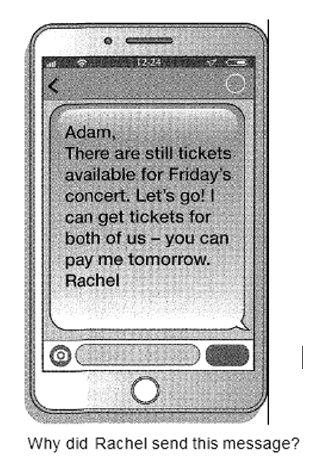 12:24
Adam,
There are still tickets
available for Friday's
concert. Let's go! I
can get tickets for
both of us – you can
pay me tomorrow.
Rachel
Why did Rachel send this message?